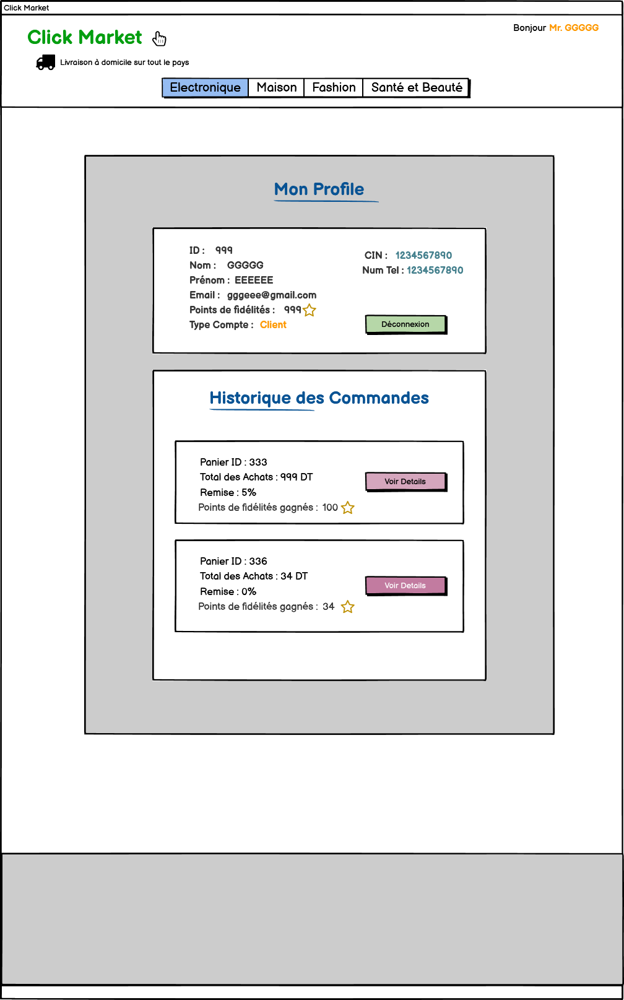 Click Market
Click Market
Bonjour Mr. GGGGG
Livraison à domicile sur tout le pays
Electronique
Maison
Fashion
Santé et Beauté
Mon Profile
ID : 999
Nom : GGGGG
Prénom : EEEEEE
Email : gggeee@gmail.com
Points de fidélités : 999
Type Compte : Client
CIN : 1234567890
Num Tel : 1234567890
Déconnexion
Historique des Commandes
Panier ID : 333
Total des Achats : 999 DT
Remise : 5%
Points de fidélités gagnés : 100
Voir Details
Panier ID : 336
Total des Achats : 34 DT
Remise : 0%
Points de fidélités gagnés : 34
Voir Details